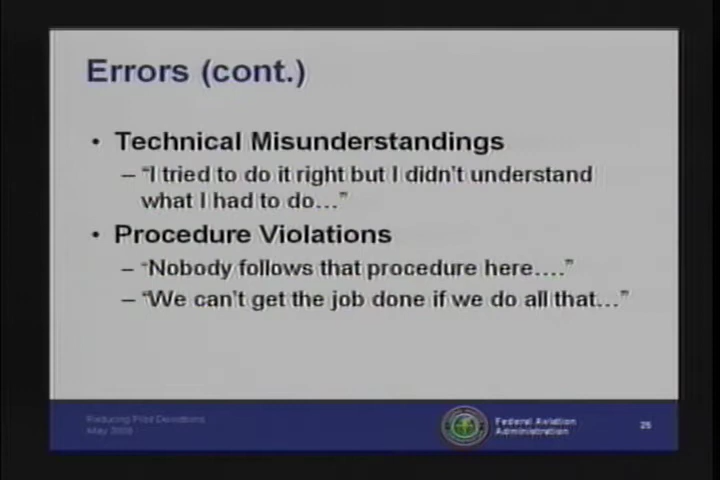 Errors (cont.)
• Technical Misunderstandings
– “I tried to do it right but I didn’t understand
what I had to do…”
• Procedure Violations
– “Nobody follows that procedure here….”
– “We can’t get the job done if we do all that…”
Reducing Pilot Deviations
May
Federal Aviation
Administration